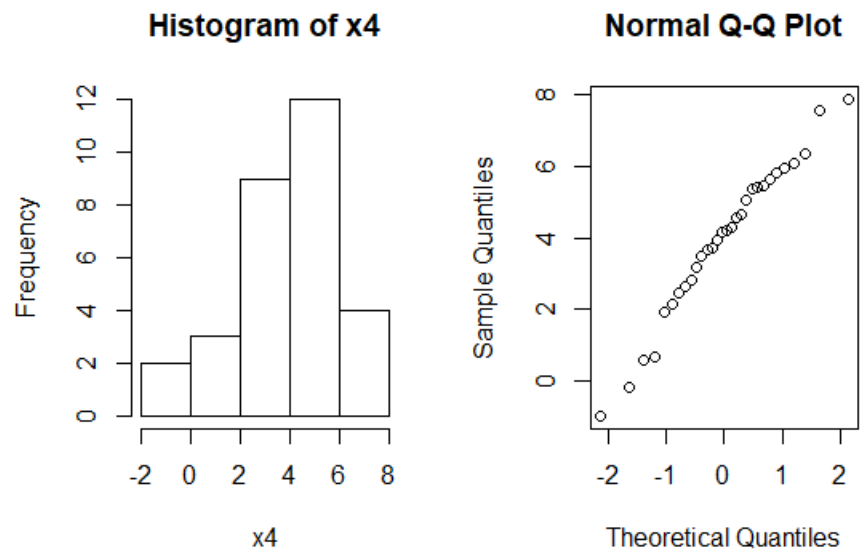 Histogram of x4
Frequency
0 2 4 6 8 10 12
-2 0 2 4 6 8
x4
Normal Q-Q Plot
Sample Quantiles
0 2 4 6 8
-2 -1 0 1 2
Theoretical Quantiles